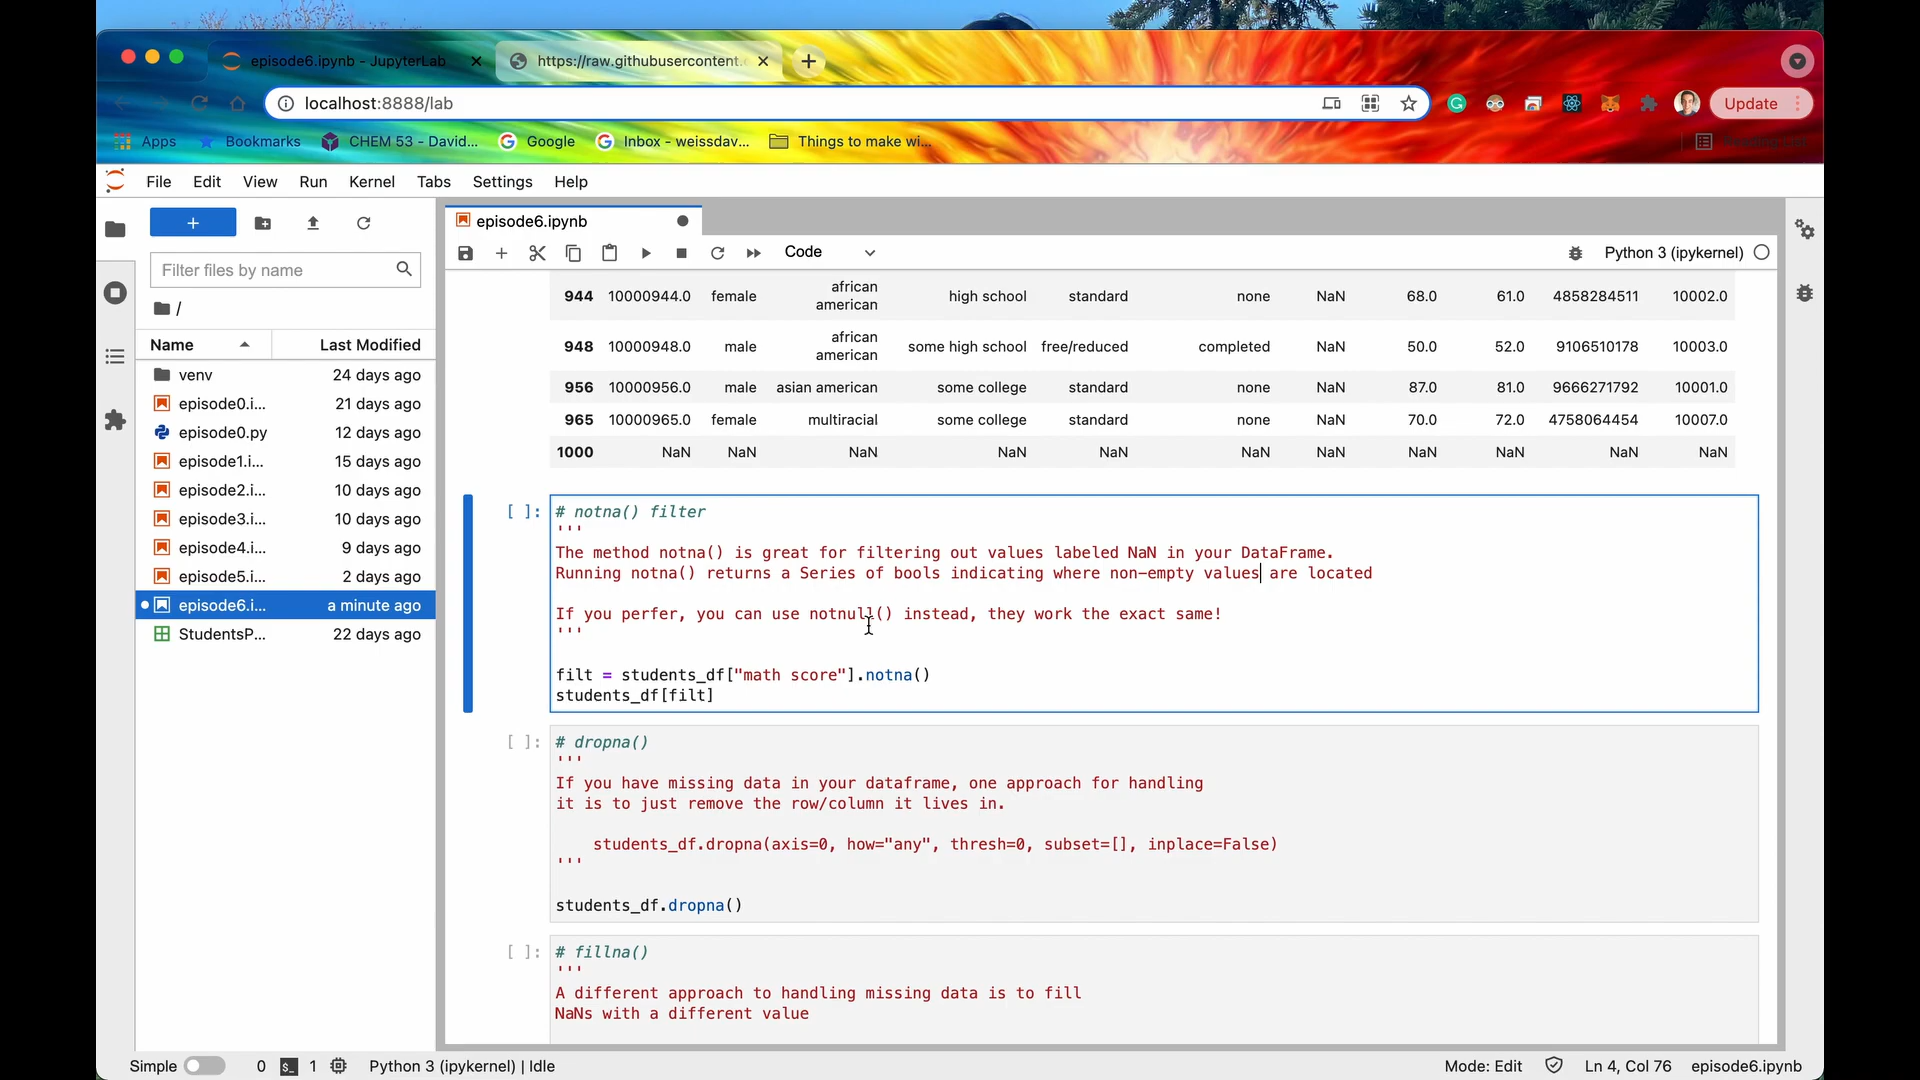 episode6.ipynb - JupyterLab
https://raw.githubusercontent.
localhost:8888/lab
Update
Apps
Bookmarks
CHEM 53 - David...
Google
Inbox - weissdav...
Things to make wi...
Reading List
File Edit View Run Kernel Tabs Settings Help
+
Filter files by name
/
Name Last Modified
venv 24 days ago
episode0.i... 21 days ago
episode0.py 12 days ago
episode1.i... 15 days ago
episode2.i... 10 days ago
episode3.i... 10 days ago
episode4.i... 9 days ago
episode5.i... 2 days ago
episode6.i... a minute ago
StudentsP... 22 days ago
episode6.ipynb
Code
Python 3 (ipykernel)
944 10000944.0 female african american high school standard none NaN 68.0 61.0 4858284511 10002.0
948 10000948.0 male african american some high school free/reduced completed NaN 50.0 52.0 9106510178 10003.0
956 10000956.0 male asian american some college standard none NaN 87.0 81.0 9666271792 10001.0
965 10000965.0 female multiracial some college standard none NaN 70.0 72.0 4758064454 10007.0
1000 NaN NaN NaN NaN NaN NaN NaN NaN NaN NaN NaN
[ ]: # notna() filter
'''
The method notna() is great for filtering out values labeled NaN in your DataFrame.
Running notna() returns a Series of bools indicating where non-empty values are located
If you perfer, you can use notnull() instead, they work the exact same!
'''
filt = students_df["math score"].notna()
students_df[filt]
[ ]: # dropna()
'''
If you have missing data in your dataframe, one approach for handling
it is to just remove the row/column it lives in.
students_df.dropna(axis=0, how="any", thresh=0, subset=[], inplace=False)
'''
students_df.dropna()
[ ]: # fillna()
'''
A different approach to handling missing data is to fill
NaNs with a different value
Simple 0 1 Python 3 (ipykernel) | Idle
Mode: Edit Ln 4, Col 76 episode6.ipynb